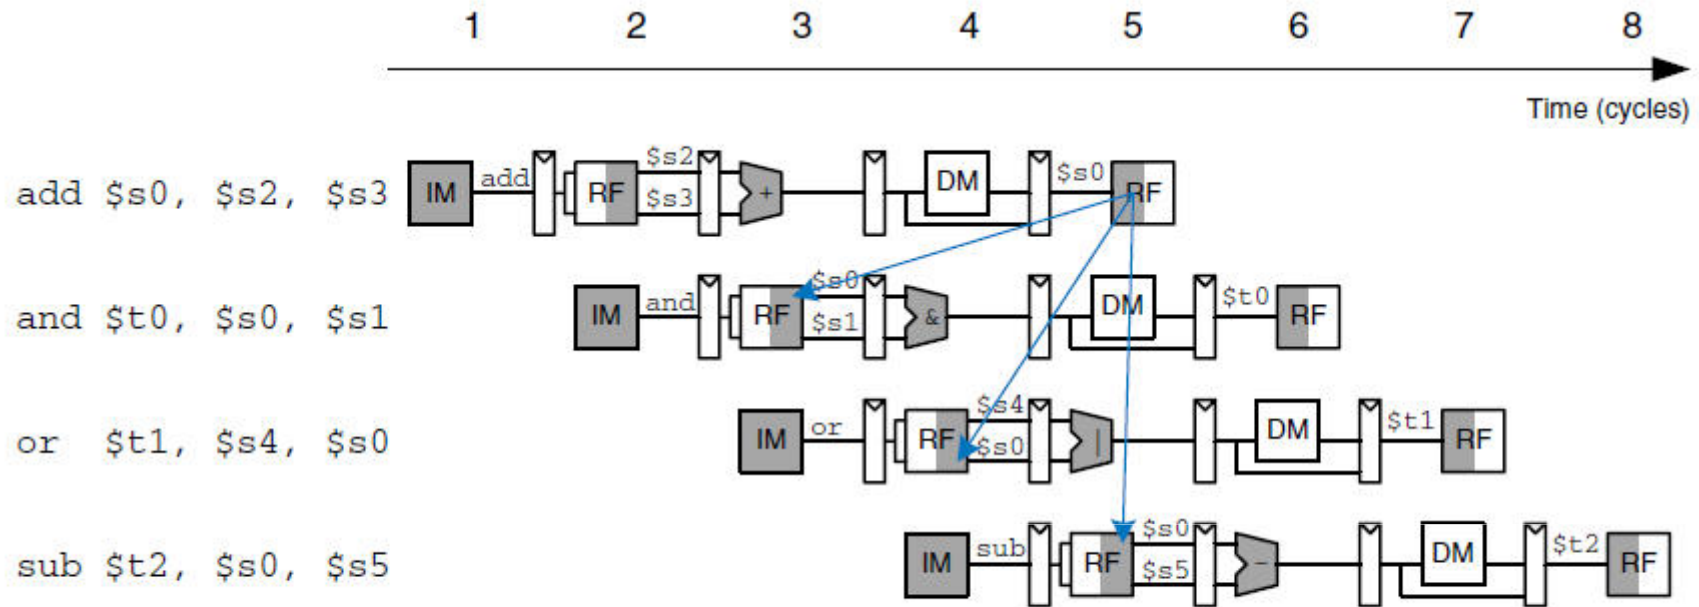 1 2 3 4 5 6 7 8
Time (cycles)
add $s0, $s2, $s3 IM add RF $s2 $s3 + DM $s0 RF
and $t0, $s0, $s1 IM and RF $s0 $s1 & DM $t0 RF
or $t1, $s4, $s0 IM or RF $s4 $s0 | DM $t1 RF
sub $t2, $s0, $s5 IM sub RF $s0 $s5 - DM $t2 RF